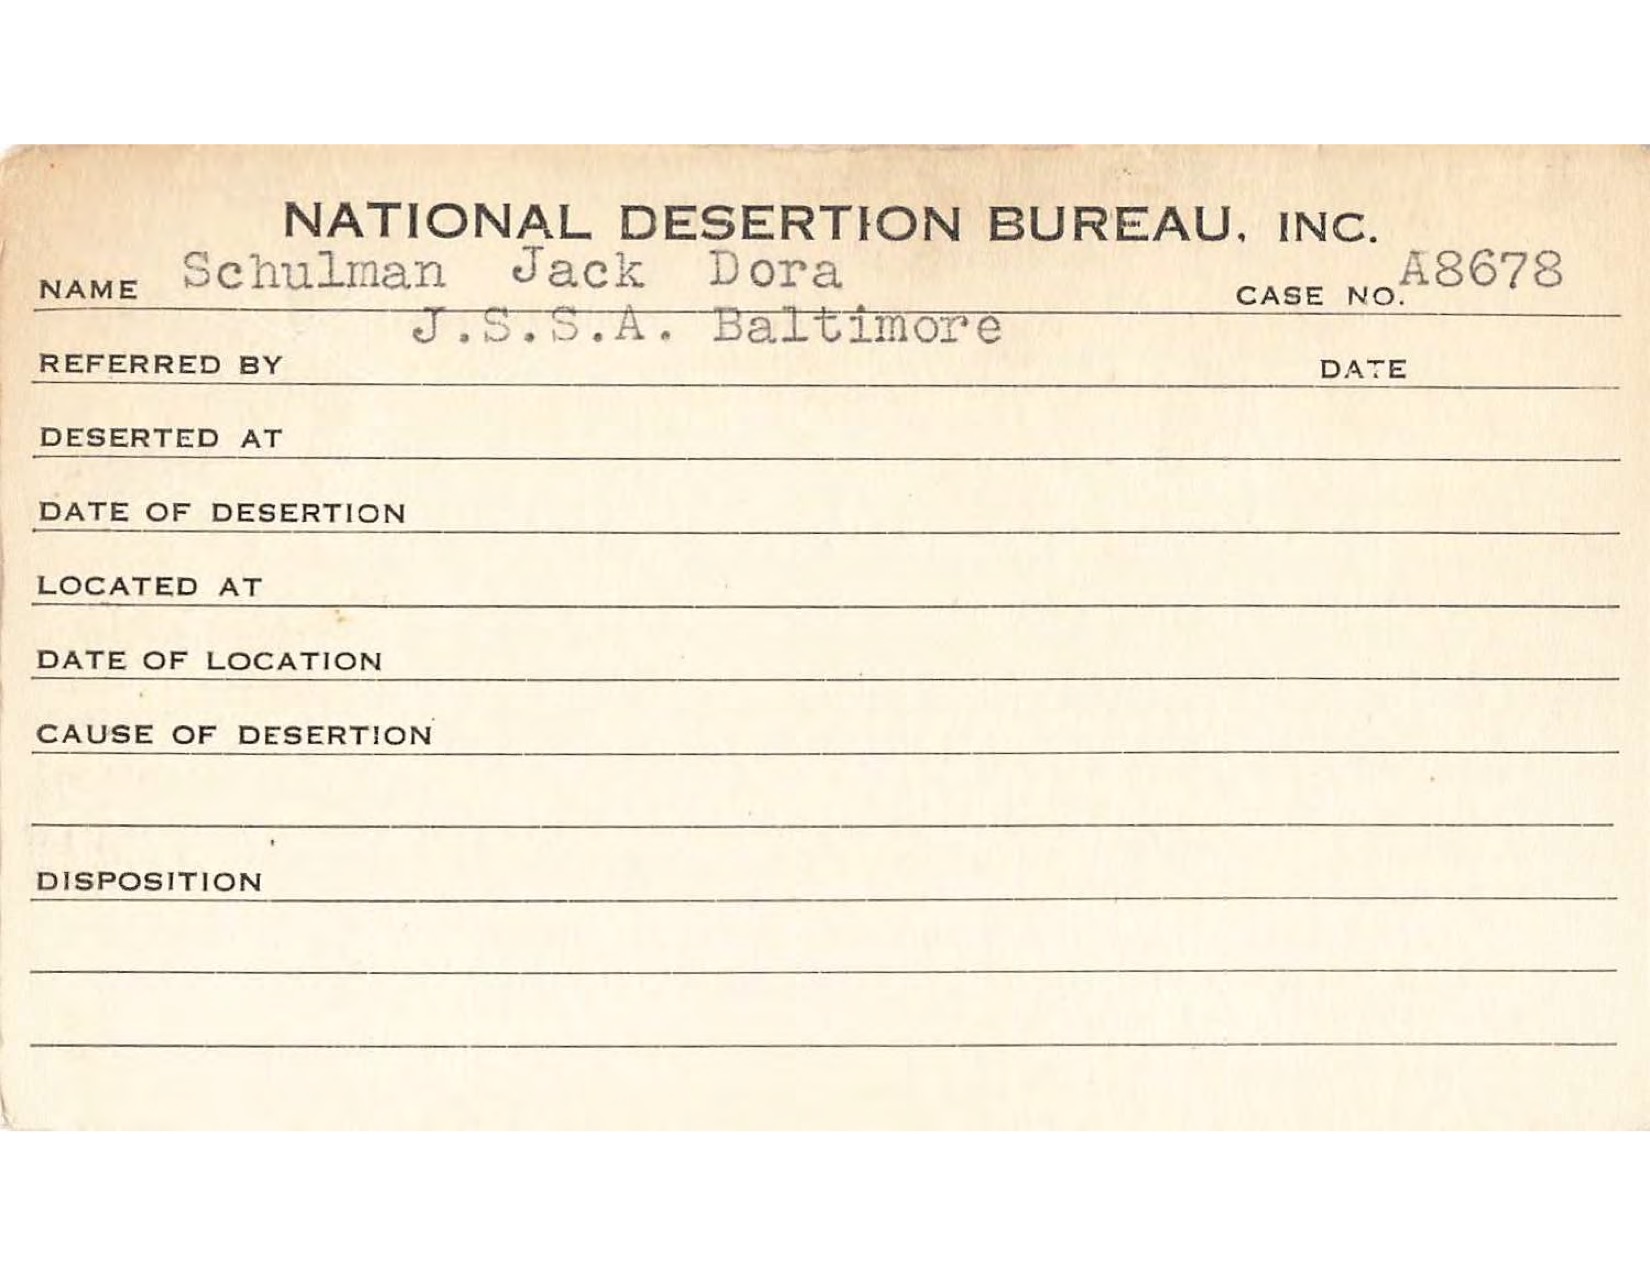 NATIONAL DESERTION BUREAU, INC.
NAME Schulman Jack Dora CASE NO. A8678
J.S.S.A. Baltimore
REFERRED BY DATE
DESERTED AT
DATE OF DESERTION
LOCATED AT
DATE OF LOCATION
CAUSE OF DESERTION
DISPOSITION